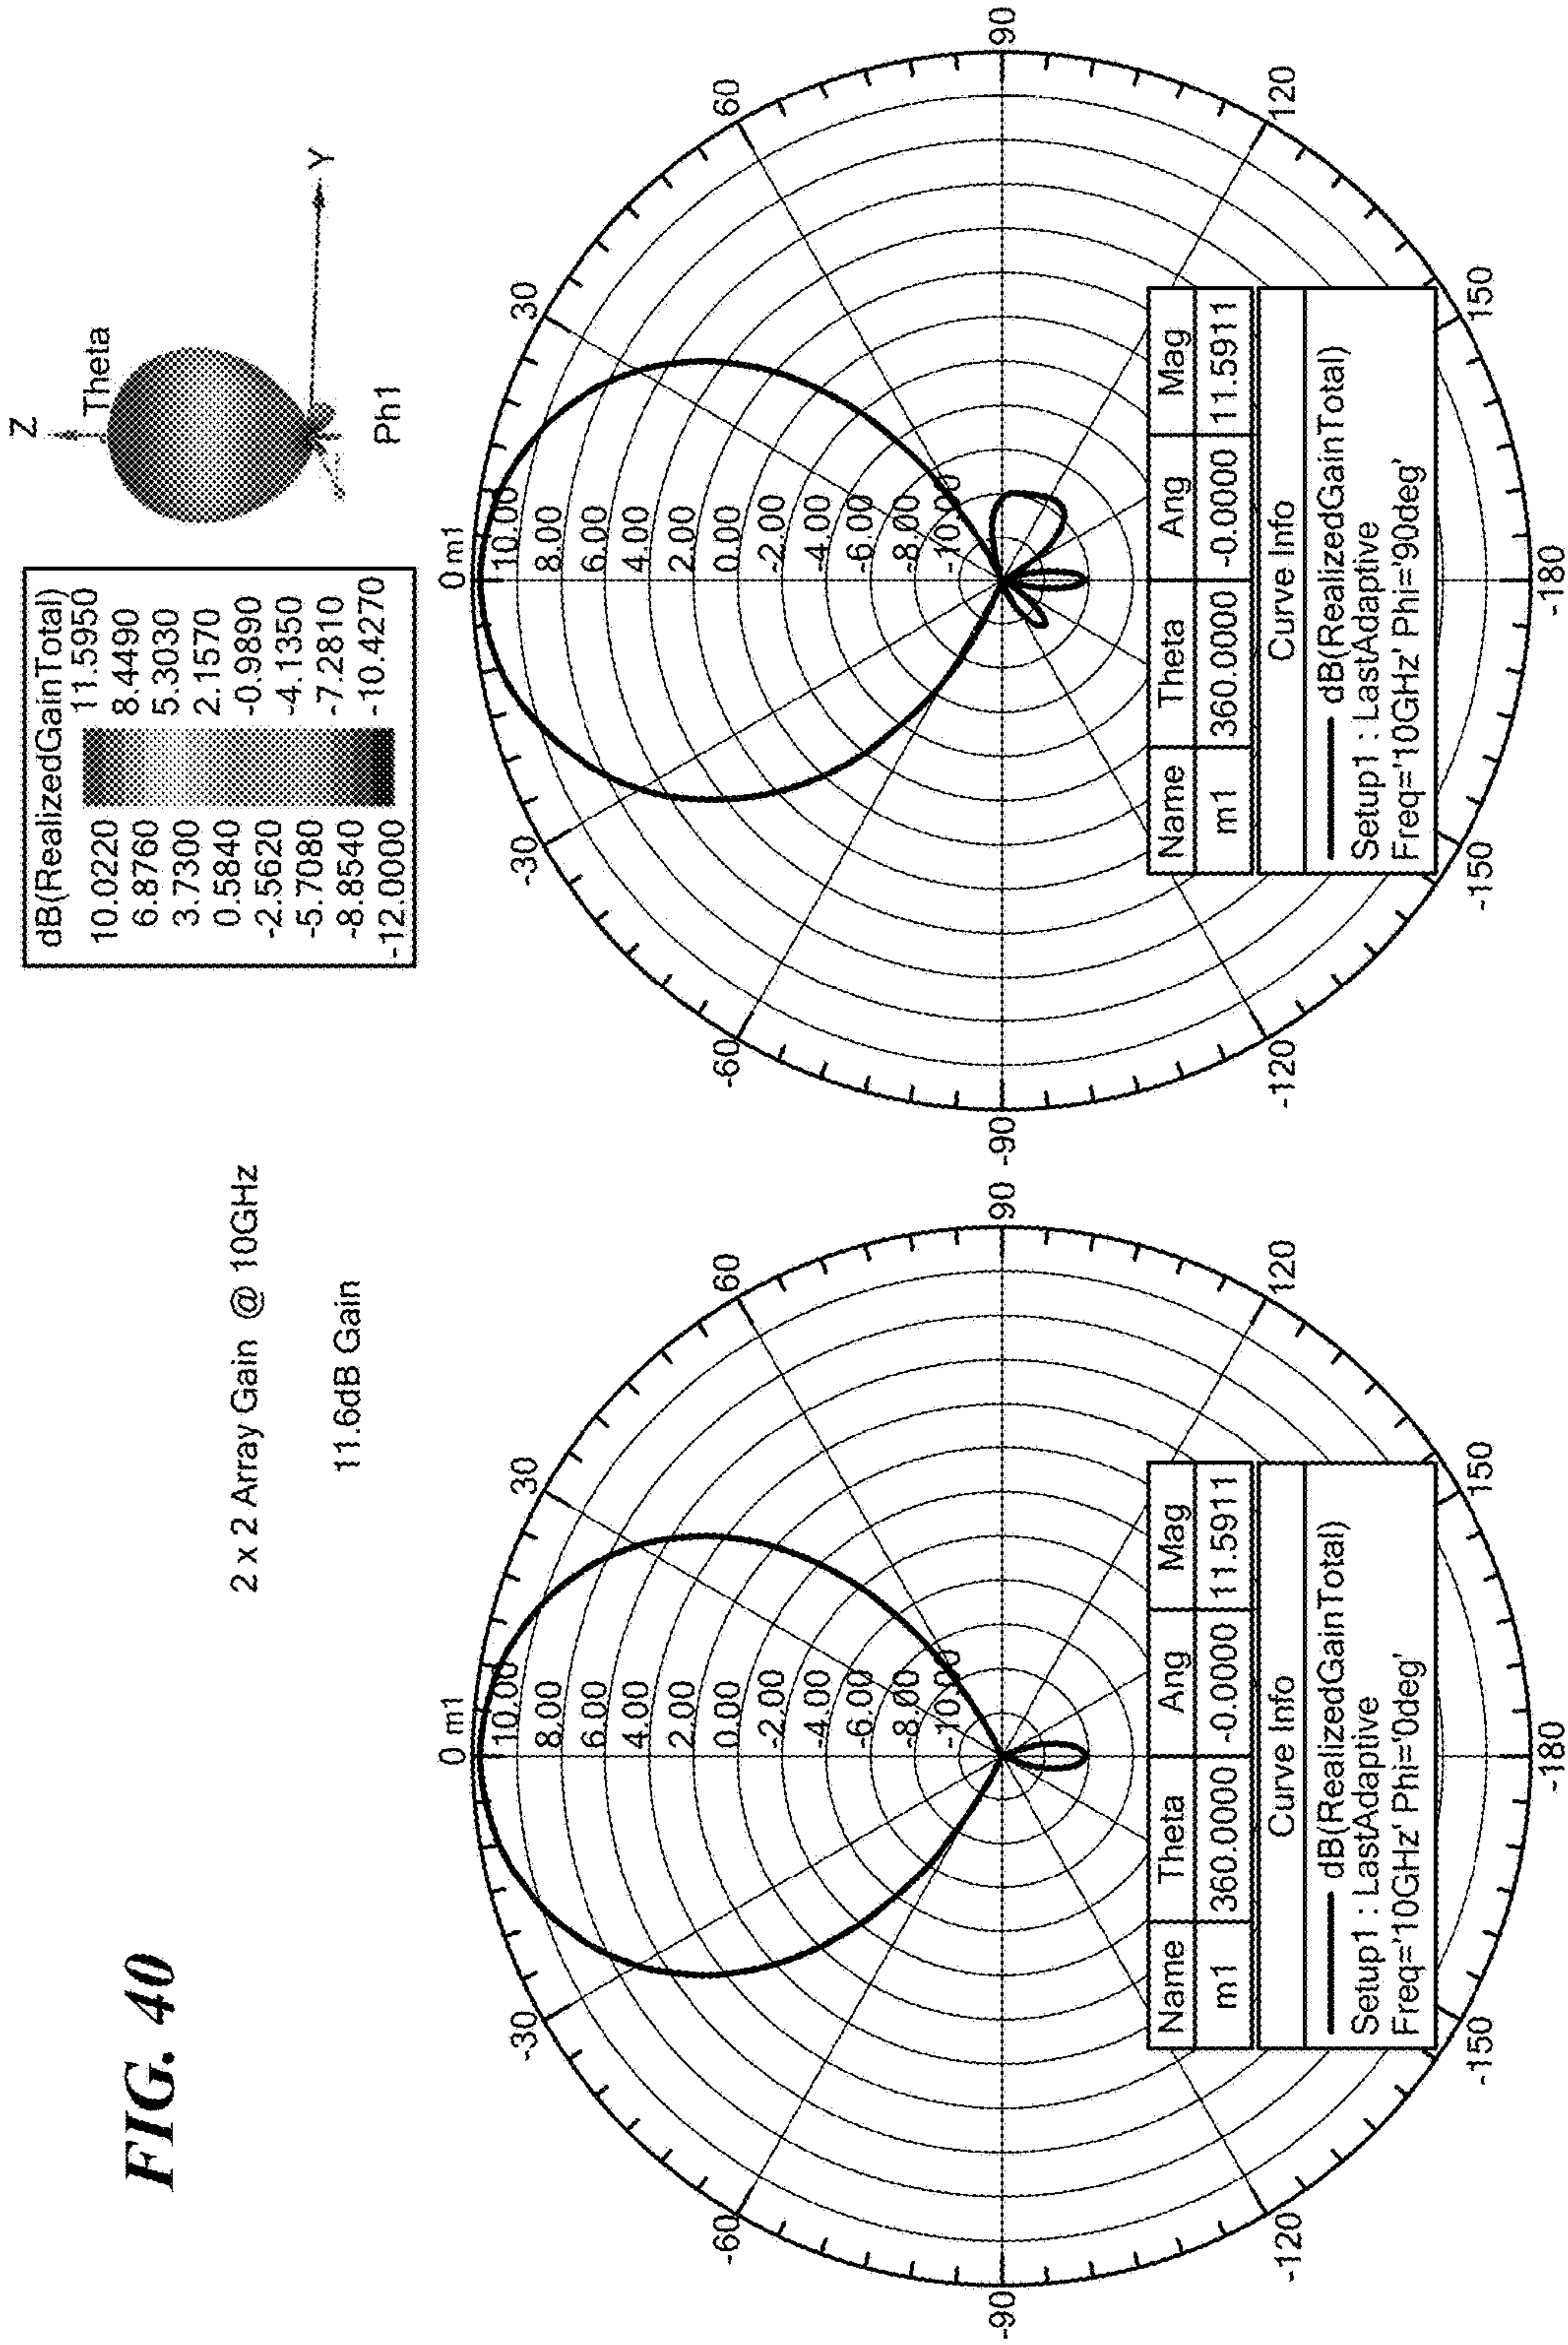 FIG. 40
2 x 2 Array Gain @ 10GHz
11.6dB Gain
dB(RealizedGainTotal)
10.0220 11.5950
6.8760 8.4490
3.7300 5.3030
0.5840 2.1570
-2.5620 -0.9890
-5.7080 -4.1350
-8.8540 -7.2810
-12.0000 -10.4270
Z
Theta
Y
Ph1
0 m1
-30
30
-60
60
-90
90
-120
120
-150
150
-180
10.00
8.00
6.00
4.00
2.00
0.00
-2.00
-4.00
-6.00
-8.00
-10.00
Name Theta Ang Mag
m1 360.0000 -0.0000 11.5911
Curve Info
dB(RealizedGainTotal)
Setup1 : LastAdaptive
Freq='10GHz' Phi='0deg'
0 m1
-30
30
-60
60
-90
90
-120
120
-150
150
-180
10.00
8.00
6.00
4.00
2.00
0.00
-2.00
-4.00
-6.00
-8.00
-10.00
Name Theta Ang Mag
m1 360.0000 -0.0000 11.5911
Curve Info
dB(RealizedGainTotal)
Setup1 : LastAdaptive
Freq='10GHz' Phi='90deg'